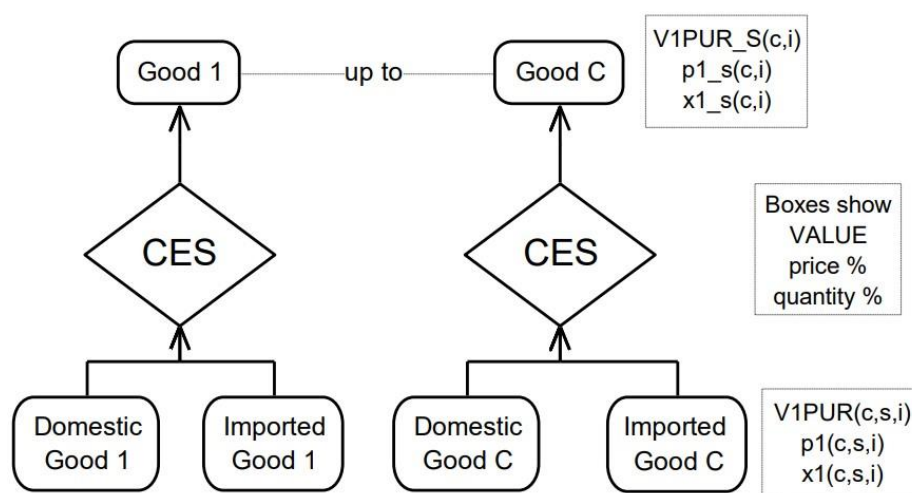 Good 1
up to
Good C
V1PUR_S(c,i)
p1_s(c,i)
x1_s(c,i)
CES
CES
Boxes show
VALUE
price %
quantity %
Domestic
Good 1
Imported
Good 1
Domestic
Good C
Imported
Good C
V1PUR(c,s,i)
p1(c,s,i)
x1(c,s,i)